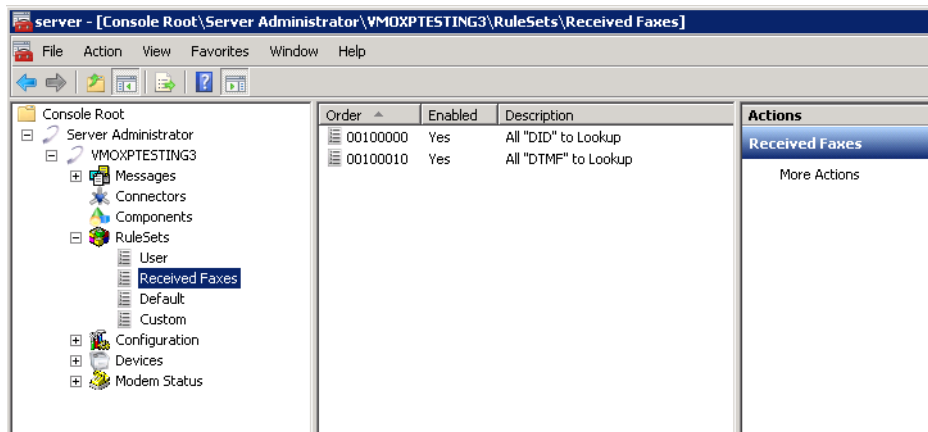 server - [Console Root\Server Administrator\VMOXPTESTING3\RuleSets\Received Faxes]
File Action View Favorites Window Help
Console Root
Server Administrator
VMOXPTESTING3
Messages
Connectors
Components
RuleSets
User
Received Faxes
Default
Custom
Configuration
Devices
Modem Status
Order Enabled Description
00100000 Yes All "DID" to Lookup
00100010 Yes All "DTMF" to Lookup
Actions
Received Faxes
More Actions